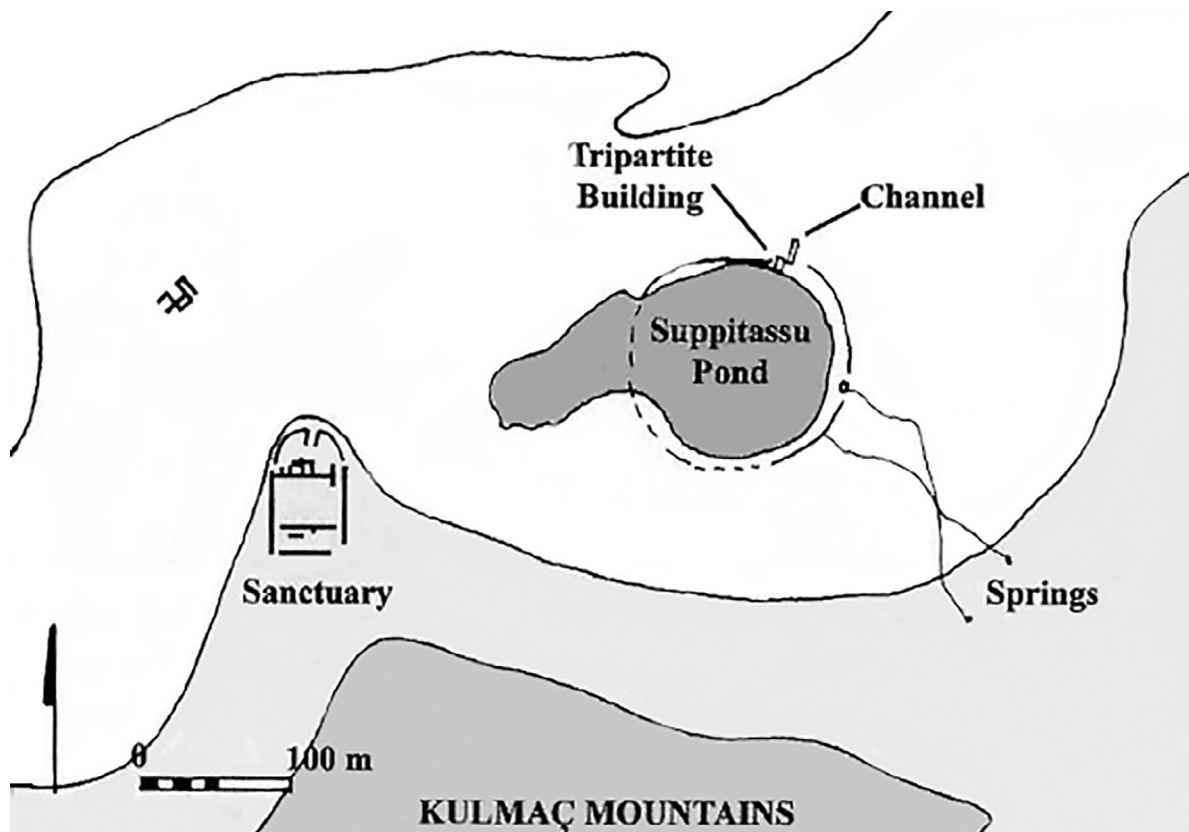 Tripartite
Building
Channel
Suppitassu
Pond
Sanctuary
Springs
0 100 m
KULMAÇ MOUNTAINS